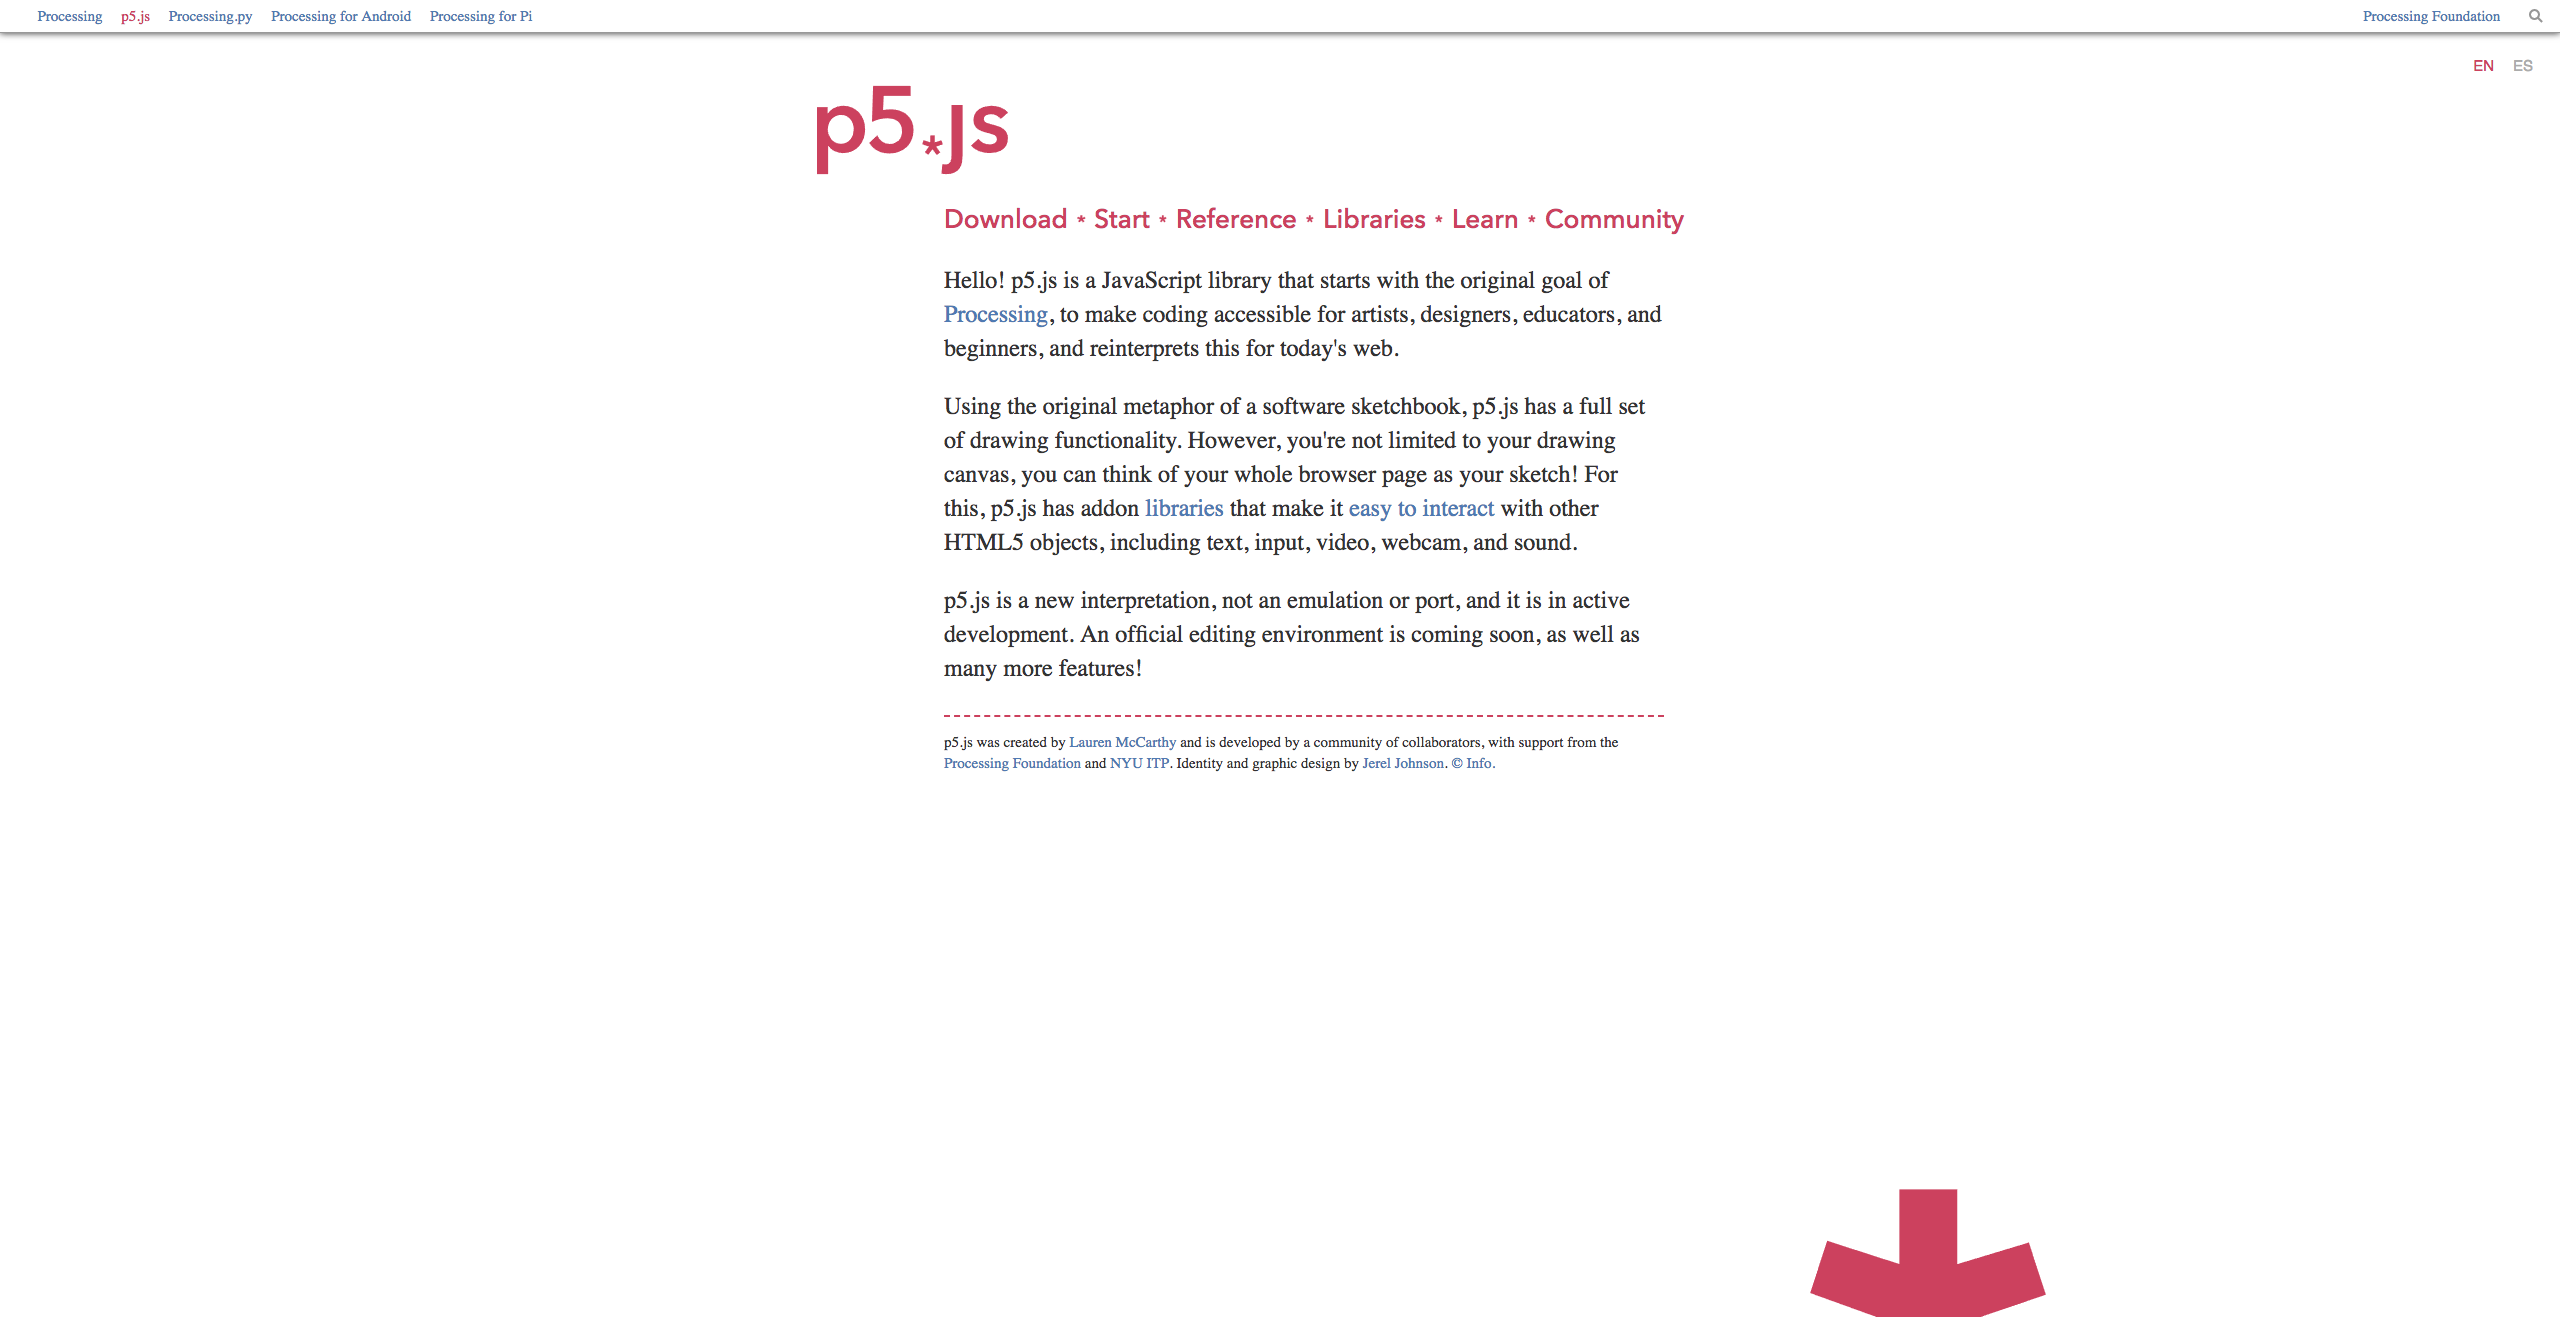 Processing p5.js Processing.py Processing for Android Processing for Pi Processing Foundation
EN ES
p5*js
Download * Start * Reference * Libraries * Learn * Community
Hello! p5.js is a JavaScript library that starts with the original goal of
Processing, to make coding accessible for artists, designers, educators, and
beginners, and reinterprets this for today's web.
Using the original metaphor of a software sketchbook, p5.js has a full set
of drawing functionality. However, you're not limited to your drawing
canvas, you can think of your whole browser page as your sketch! For
this, p5.js has addon libraries that make it easy to interact with other
HTML5 objects, including text, input, video, webcam, and sound.
p5.js is a new interpretation, not an emulation or port, and it is in active
development. An official editing environment is coming soon, as well as
many more features!
p5.js was created by Lauren McCarthy and is developed by a community of collaborators, with support from the
Processing Foundation and NYU ITP. Identity and graphic design by Jerel Johnson. © Info.